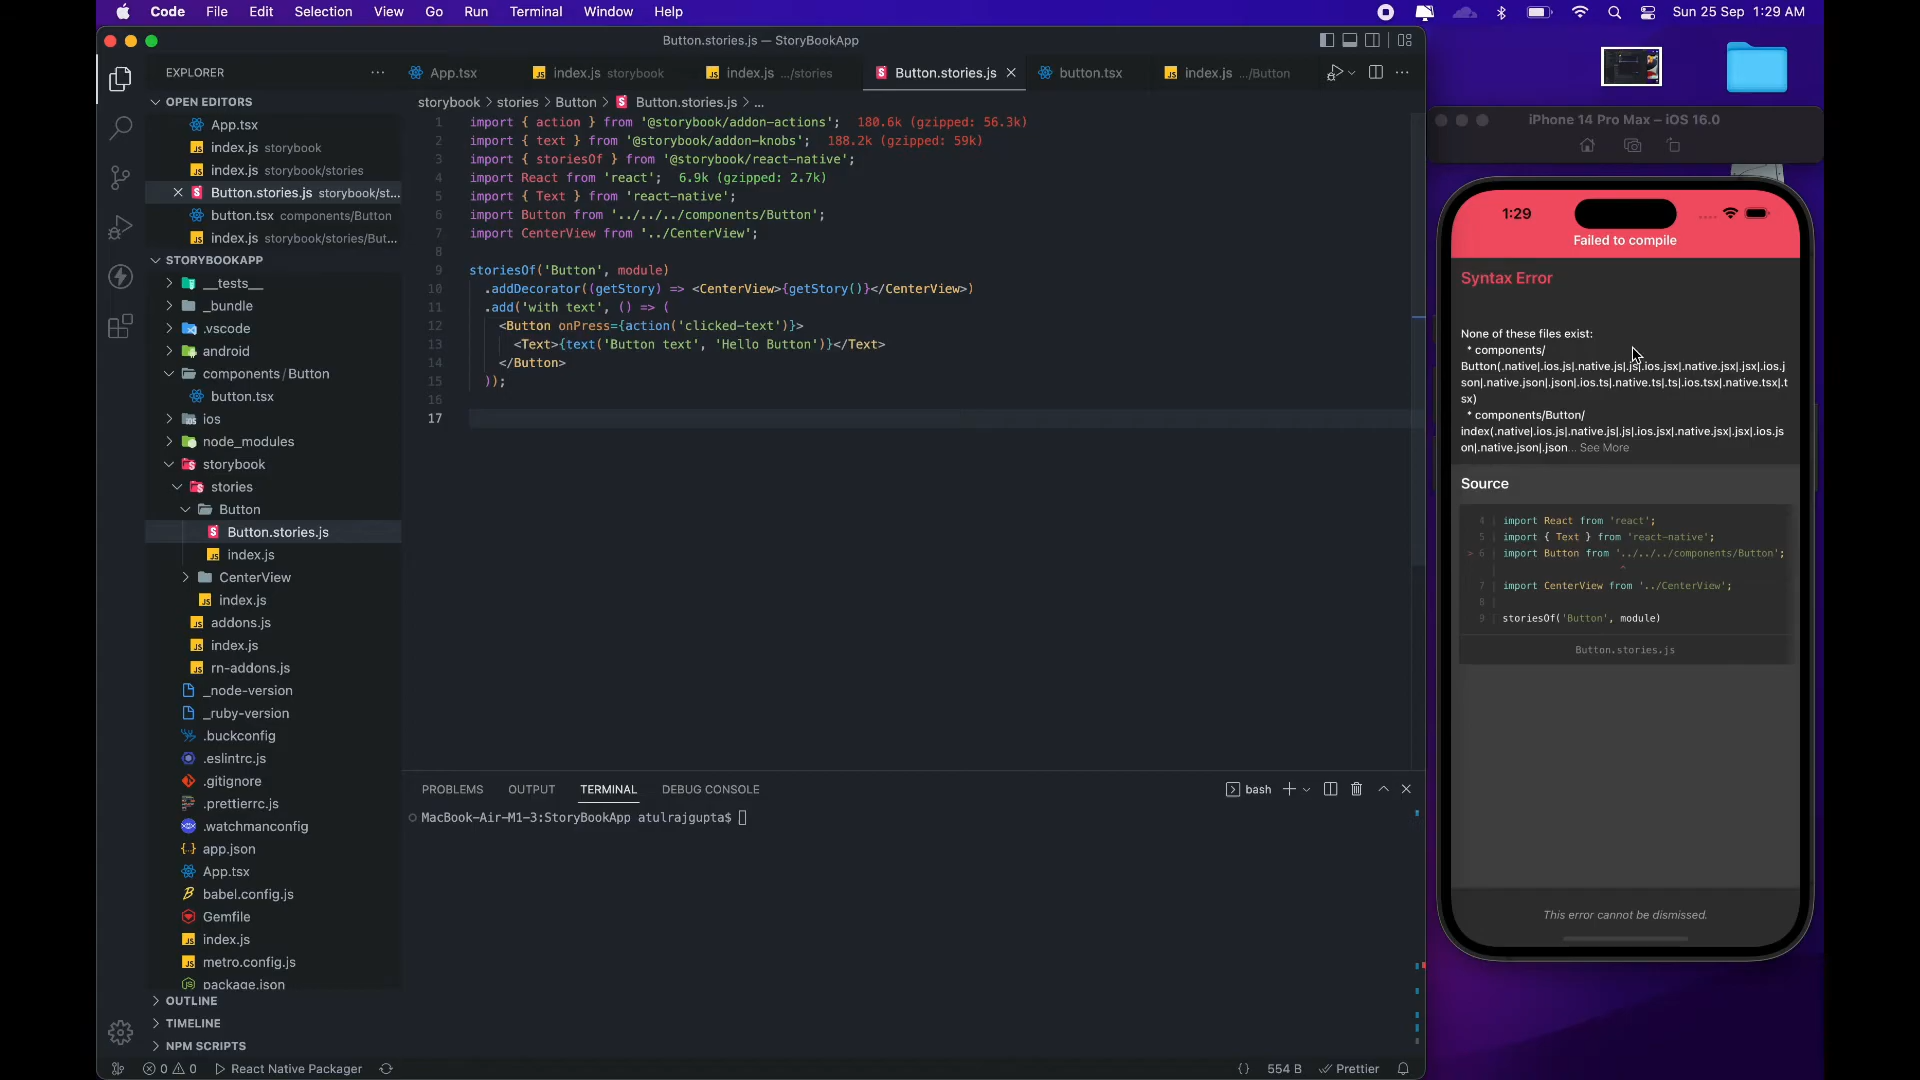 Code File Edit Selection View Go Run Terminal Window Help
Sun 25 Sep 1:29 AM
Button.stories.js — StoryBookApp
EXPLORER
App.tsx
index.js storybook
index.js .../stories
Button.stories.js
button.tsx
index.js .../Button
OPEN EDITORS
App.tsx
index.js storybook
index.js storybook/stories
Button.stories.js storybook/st...
button.tsx components/Button
index.js storybook/stories/But...
STORYBOOKAPP
__tests__
_bundle
.vscode
android
components / Button
button.tsx
ios
node_modules
storybook
stories
Button
Button.stories.js
index.js
CenterView
index.js
addons.js
index.js
rn-addons.js
_node-version
_ruby-version
.buckconfig
.eslintrc.js
.gitignore
.prettierrc.js
.watchmanconfig
app.json
App.tsx
babel.config.js
Gemfile
index.js
metro.config.js
package.json
OUTLINE
TIMELINE
NPM SCRIPTS
storybook > stories > Button > Button.stories.js > ...
1 import { action } from '@storybook/addon-actions'; 180.6k (gzipped: 56.3k)
2 import { text } from '@storybook/addon-knobs'; 188.2k (gzipped: 59k)
3 import { storiesOf } from '@storybook/react-native';
4 import React from 'react'; 6.9k (gzipped: 2.7k)
5 import { Text } from 'react-native';
6 import Button from '../../../components/Button';
7 import CenterView from '../CenterView';
8
9 storiesOf('Button', module)
10 .addDecorator((getStory) => <CenterView>{getStory()}</CenterView>)
11 .add('with text', () => (
12 <Button onPress={action('clicked-text')}>
13 <Text>{text('Button text', 'Hello Button')}</Text>
14 </Button>
15 ));
16
17
PROBLEMS OUTPUT TERMINAL DEBUG CONSOLE
bash
MacBook-Air-M1-3:StoryBookApp atulrajgupta$
0 0 React Native Packager
{} 554 B Prettier
iPhone 14 Pro Max – iOS 16.0
1:29
Failed to compile
Syntax Error
None of these files exist:
* components/
Button(.native|.ios.js|.native.js|.js|.ios.jsx|.native.jsx|.jsx|.ios.j
son|.native.json|.json|.ios.ts|.native.ts|.ts|.ios.tsx|.native.tsx|.t
sx)
* components/Button/
index(.native|.ios.js|.native.js|.js|.ios.jsx|.native.jsx|.jsx|.ios.js
on|.native.json|.json... See More
Source
4 | import React from 'react';
5 | import { Text } from 'react-native';
> 6 | import Button from '../../../components/Button';
| ^
7 | import CenterView from '../CenterView';
8 |
9 | storiesOf('Button', module)
Button.stories.js
This error cannot be dismissed.